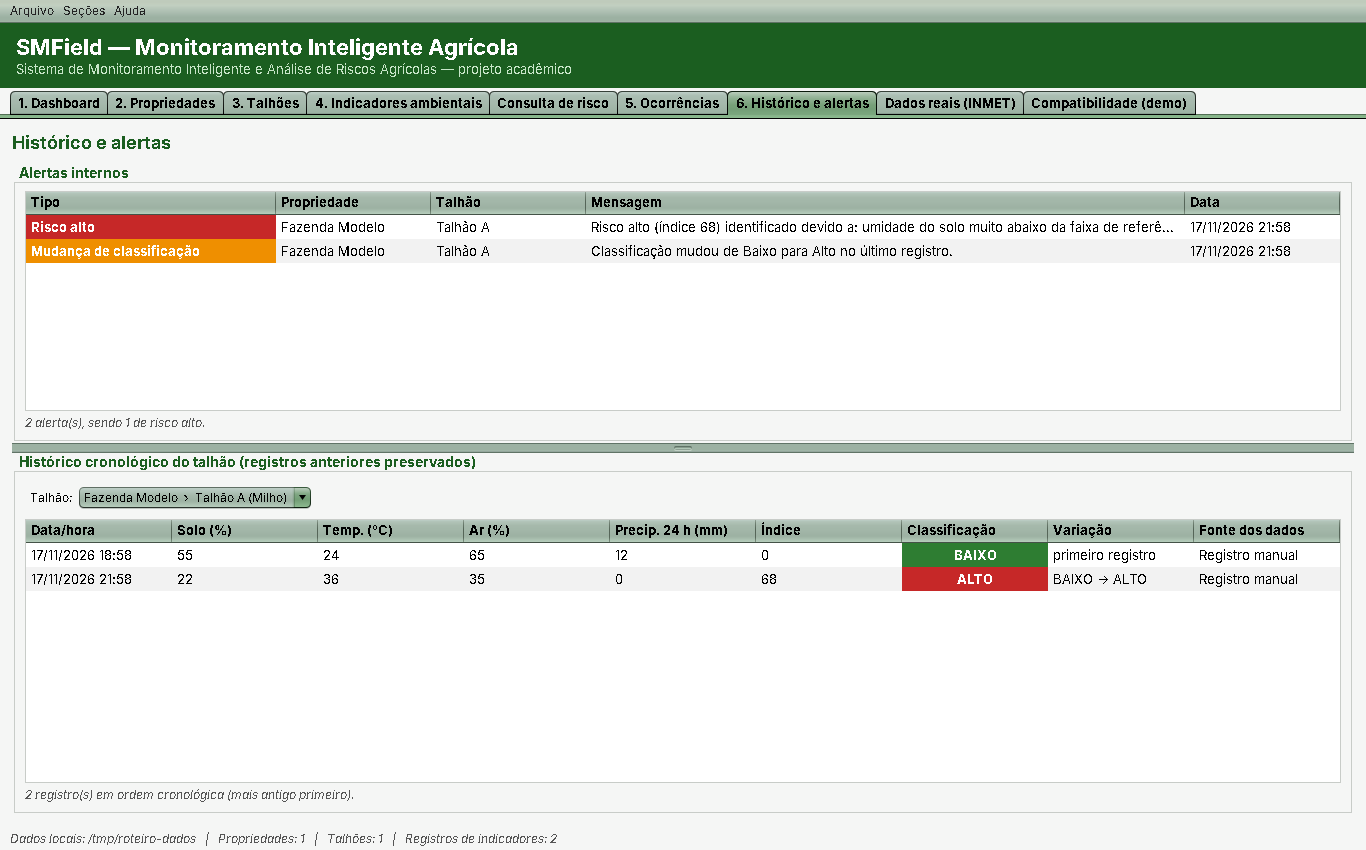 Arquivo Seções Ajuda
SMField — Monitoramento Inteligente Agrícola
Sistema de Monitoramento Inteligente e Análise de Riscos Agrícolas — projeto acadêmico
1. Dashboard 2. Propriedades 3. Talhões 4. Indicadores ambientais Consulta de risco 5. Ocorrências 6. Histórico e alertas Dados reais (INMET) Compatibilidade (demo)
Histórico e alertas
Alertas internos
Tipo Propriedade Talhão Mensagem Data
Risco alto Fazenda Modelo Talhão A Risco alto (índice 68) identificado devido a: umidade do solo muito abaixo da faixa de referê... 17/11/2026 21:58
Mudança de classificação Fazenda Modelo Talhão A Classificação mudou de Baixo para Alto no último registro. 17/11/2026 21:58
2 alerta(s), sendo 1 de risco alto.
Histórico cronológico do talhão (registros anteriores preservados)
Talhão: Fazenda Modelo › Talhão A (Milho)
Data/hora Solo (%) Temp. (°C) Ar (%) Precip. 24 h (mm) Índice Classificação Variação Fonte dos dados
17/11/2026 18:58 55 24 65 12 0 BAIXO primeiro registro Registro manual
17/11/2026 21:58 22 36 35 0 68 ALTO BAIXO → ALTO Registro manual
2 registro(s) em ordem cronológica (mais antigo primeiro).
Dados locais: /tmp/roteiro-dados | Propriedades: 1 | Talhões: 1 | Registros de indicadores: 2